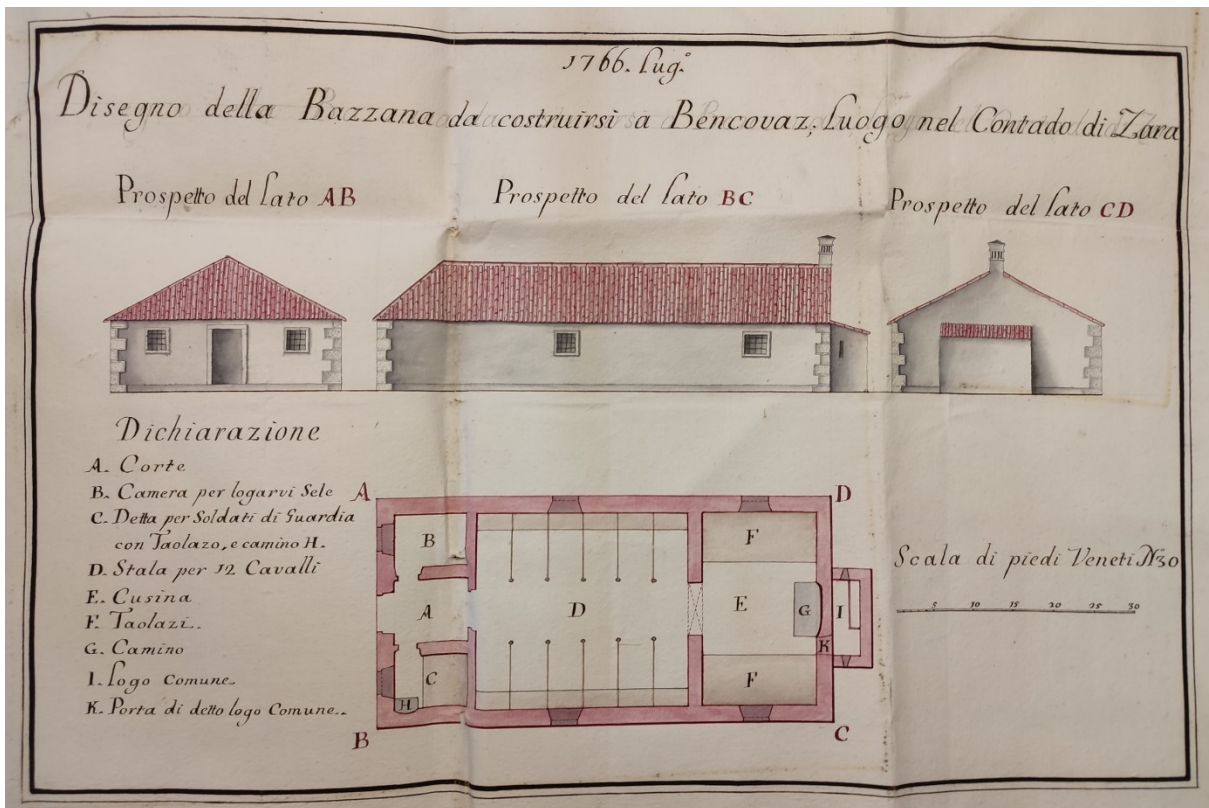 1766. Lug.º
Disegno della Bazzana da costruirsi a Bencovaz; Luogo nel Contado di Zara
Prospetto del lato AB
Prospetto del lato BC
Prospetto del lato CD
Dichiarazione
A. Corte
B. Camera per logarvi Sele
C. Detta per Soldati di Guardia
con Taolazo, e camino H.
D. Stala per 12 Cavalli
E. Cusina
F. Taolazi.
G. Camino
I. Logo Comune.
K. Porta di detto logo Comune.
A
D
B
F
A
D
E
G
I
K
C
F
H
B
C
Scala di piedi Veneti Nº30
5 10 15 20 25 30